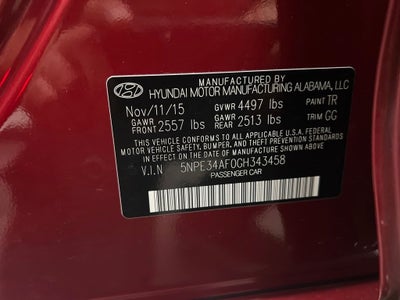 MANUFACTURED BY
HYUNDAI MOTOR MANUFACTURING ALABAMA, LLC
Nov/11/15 GVWR 4497 lbs PAINT TR
GAWR FRONT 2557 lbs GAWR REAR 2513 lbs TRIM GG
THIS VEHICLE CONFORMS TO ALL APPLICABLE U.S.A. FEDERAL
MOTOR VEHICLE SAFETY, BUMPER, AND THEFT PREVENTION
STANDARDS IN EFFECT ON THE DATE OF MANUFACTURE SHOWN ABOVE.
V.I.N 5NPE34AF0GH343458
PASSENGER CAR